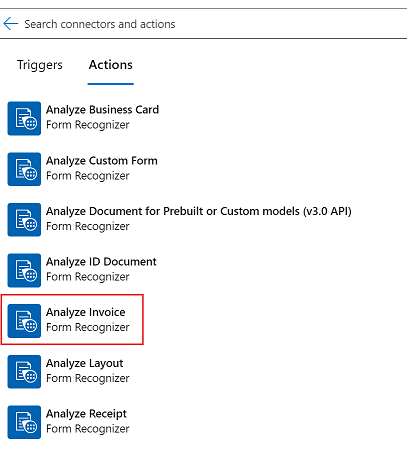 Search connectors and actions
Triggers Actions
Analyze Business Card
Form Recognizer
Analyze Custom Form
Form Recognizer
Analyze Document for Prebuilt or Custom models (v3.0 API)
Form Recognizer
Analyze ID Document
Form Recognizer
Analyze Invoice
Form Recognizer
Analyze Layout
Form Recognizer
Analyze Receipt
Form Recognizer